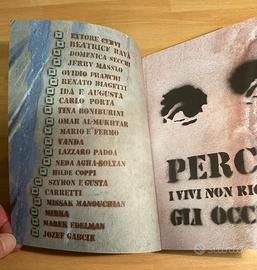 ETTORE CERVI
BEATRICE RAVÀ
DOMENICA SECCHI
JERRY MASSLO
OVIDIO FRANCHI
RENATO BIAGETTI
IDA E AUGUSTA
CARLO PORTA
TINA BONIBURINI
OMAR AL-MUKHTAR
MARIO E FERMO
VANDA
LAZZARO PADOA
NEDA AGHA-SOLTAN
HILDE COPPI
SZYMON E GUSTA
CARRETTI
MISSAK MANOUCHIAN
MIRKA
MAREK EDELMAN
JOZEF GABCIK
PERC
I VIVI NON RIC
GLI OCC
subito